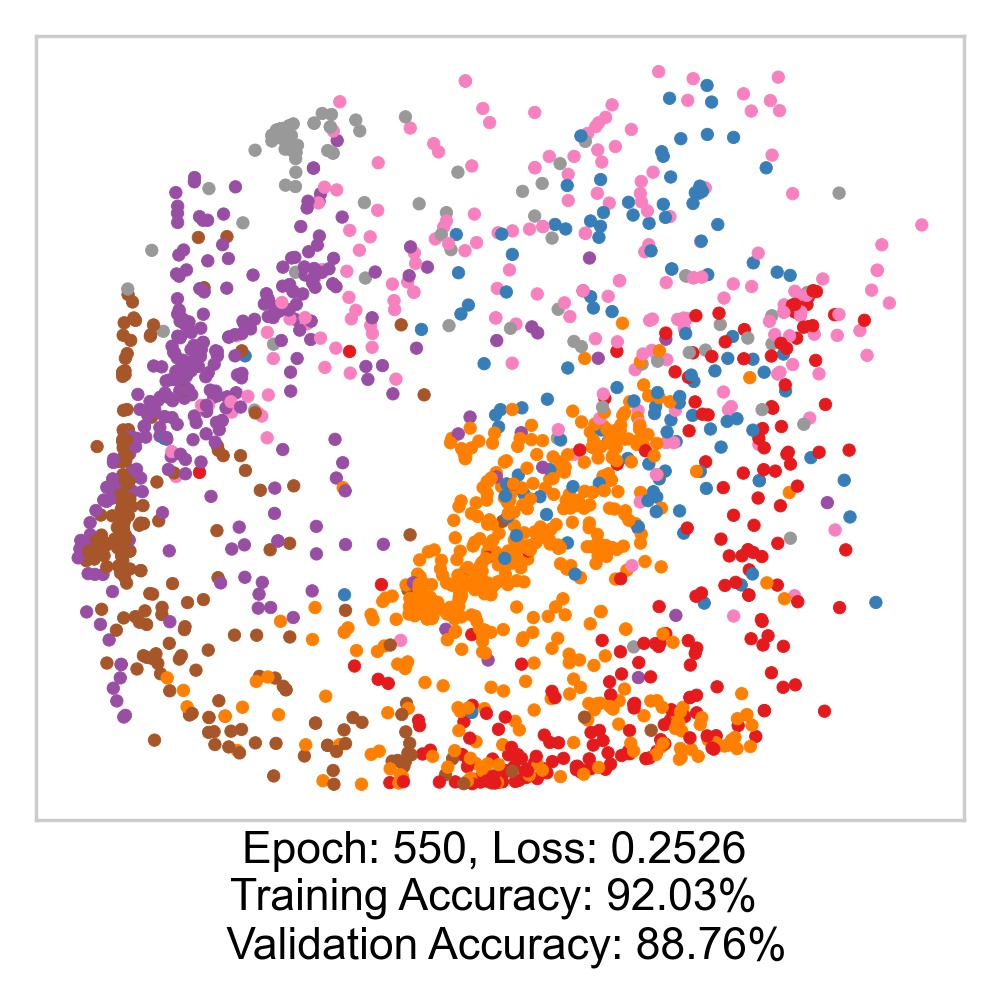 Epoch: 550, Loss: 0.2526
Training Accuracy: 92.03%
Validation Accuracy: 88.76%